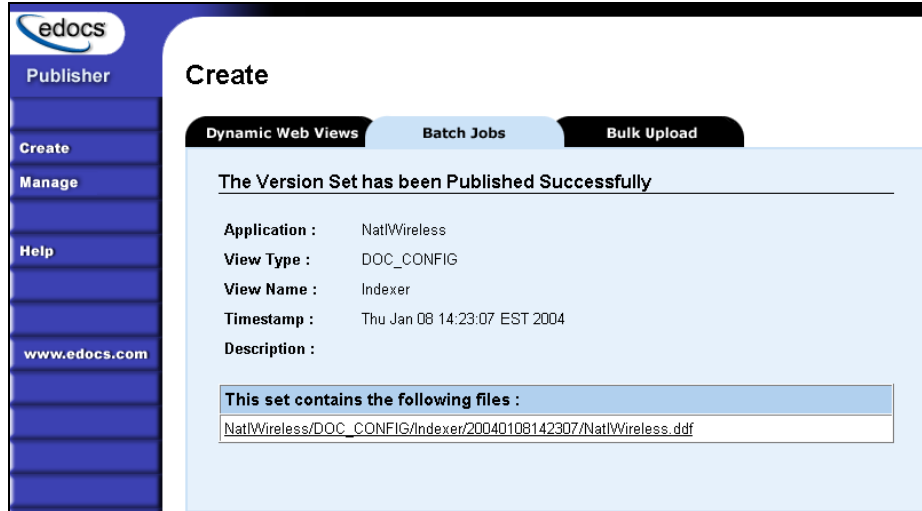 edocs
Publisher
Create
Manage
Help
www.edocs.com
Create
Dynamic Web Views
Batch Jobs
Bulk Upload
The Version Set has been Published Successfully
Application : NatlWireless
View Type : DOC_CONFIG
View Name : Indexer
Timestamp : Thu Jan 08 14:23:07 EST 2004
Description :
This set contains the following files :
NatlWireless/DOC_CONFIG/Indexer/20040108142307/NatlWireless.ddf